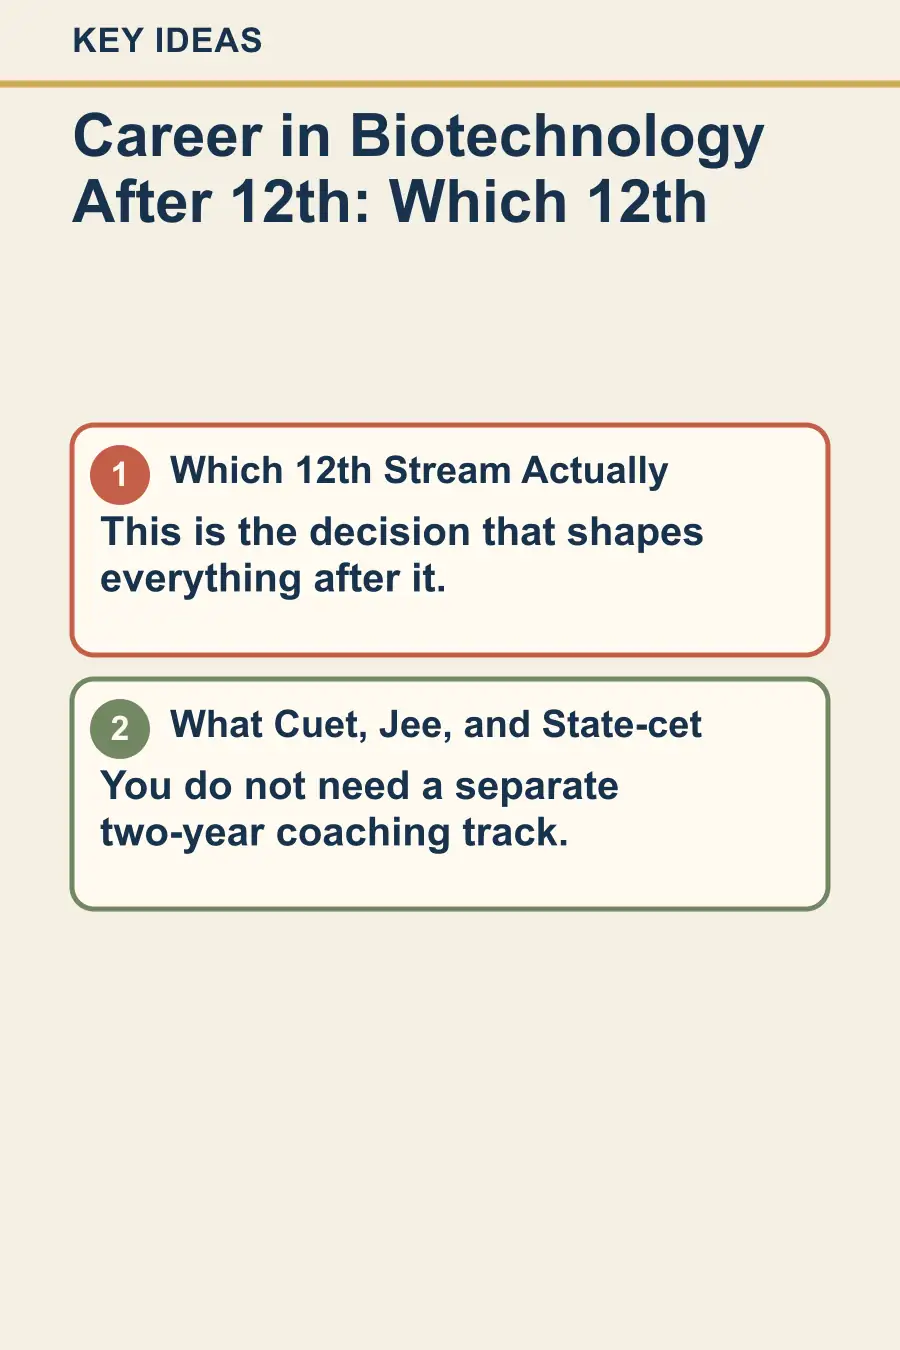 KEY IDEAS
Career in Biotechnology
After 12th: Which 12th
1 Which 12th Stream Actually
This is the decision that shapes
everything after it.
2 What Cuet, Jee, and State-cet
You do not need a separate
two-year coaching track.